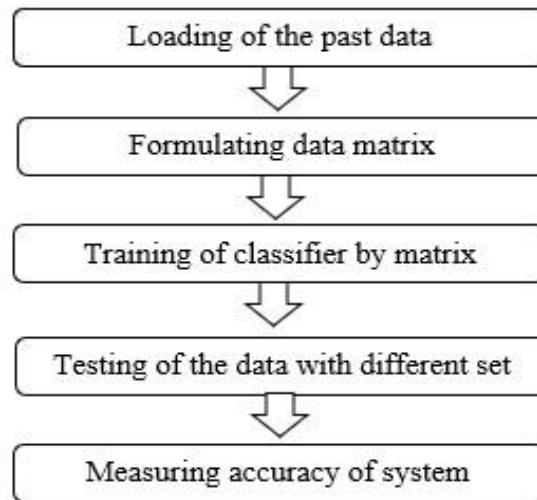 Loading of the past data
Formulating data matrix
Training of classifier by matrix
Testing of the data with different set
Measuring accuracy of system